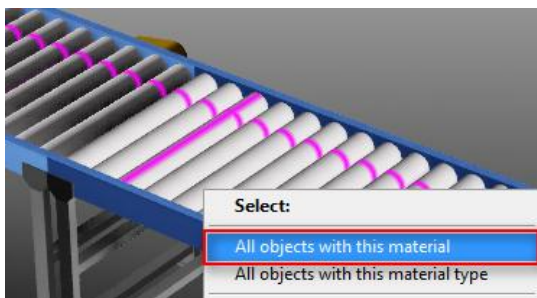 Select:
All objects with this material
All objects with this material type